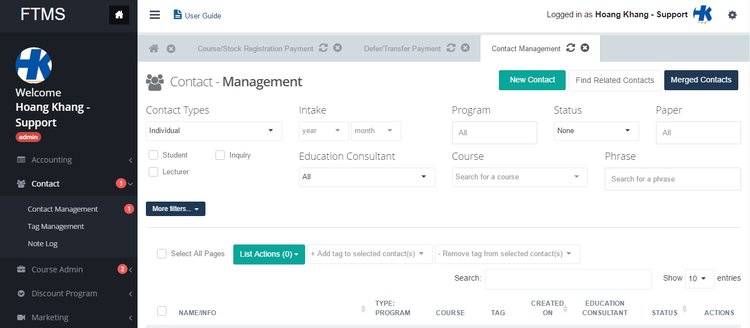 FTMS
User Guide
Logged in as Hoang Khang - Support
Course/Stock Registration Payment
Defer/Transfer Payment
Contact Management
Welcome
Hoang Khang -
Support
admin
Accounting
Contact
1
Contact Management
1
Tag Management
Note Log
Course Admin
2
Discount Program
Marketing
Contact - Management
New Contact
Find Related Contacts
Merged Contacts
Contact Types
Intake
Program
Status
Paper
Individual
year
month
All
None
All
Student
Inquiry
Lecturer
Education Consultant
Course
Phrase
All
Search for a course
Search for a phrase
More filters...
Select All Pages
List Actions (0)
+ Add tag to selected contact(s)
- Remove tag from selected contact(s)
Search:
Show 10 entries
NAME/INFO
TYPE:
PROGRAM
COURSE
TAG
CREATED
ON
EDUCATION
CONSULTANT
STATUS
ACTIONS